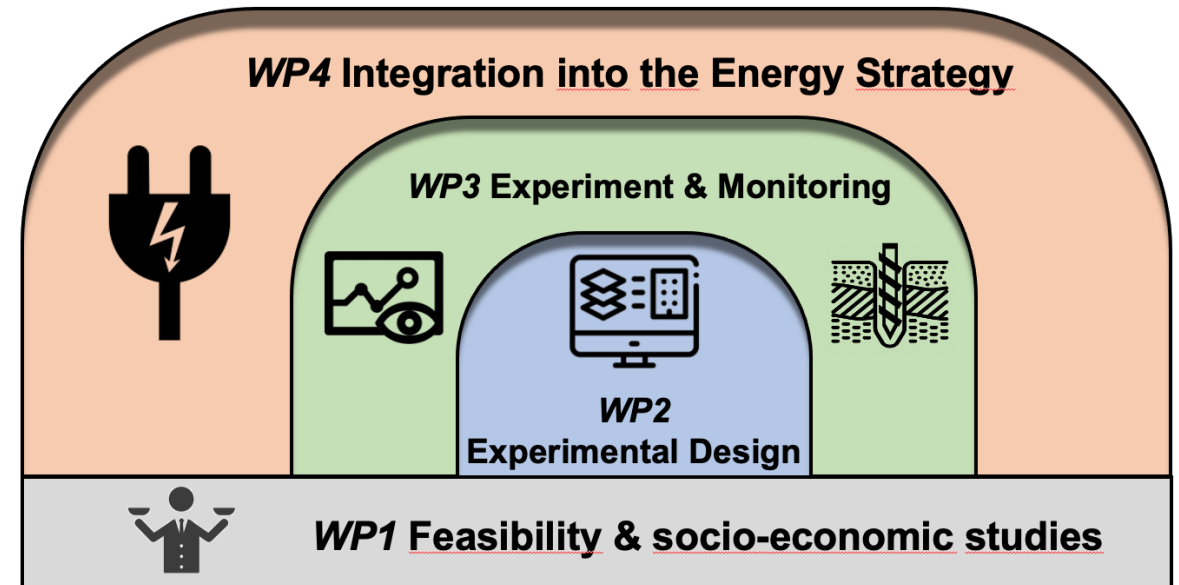 WP4 Integration into the Energy Strategy
WP3 Experiment & Monitoring
WP2
Experimental Design
WP1 Feasibility & socio-economic studies